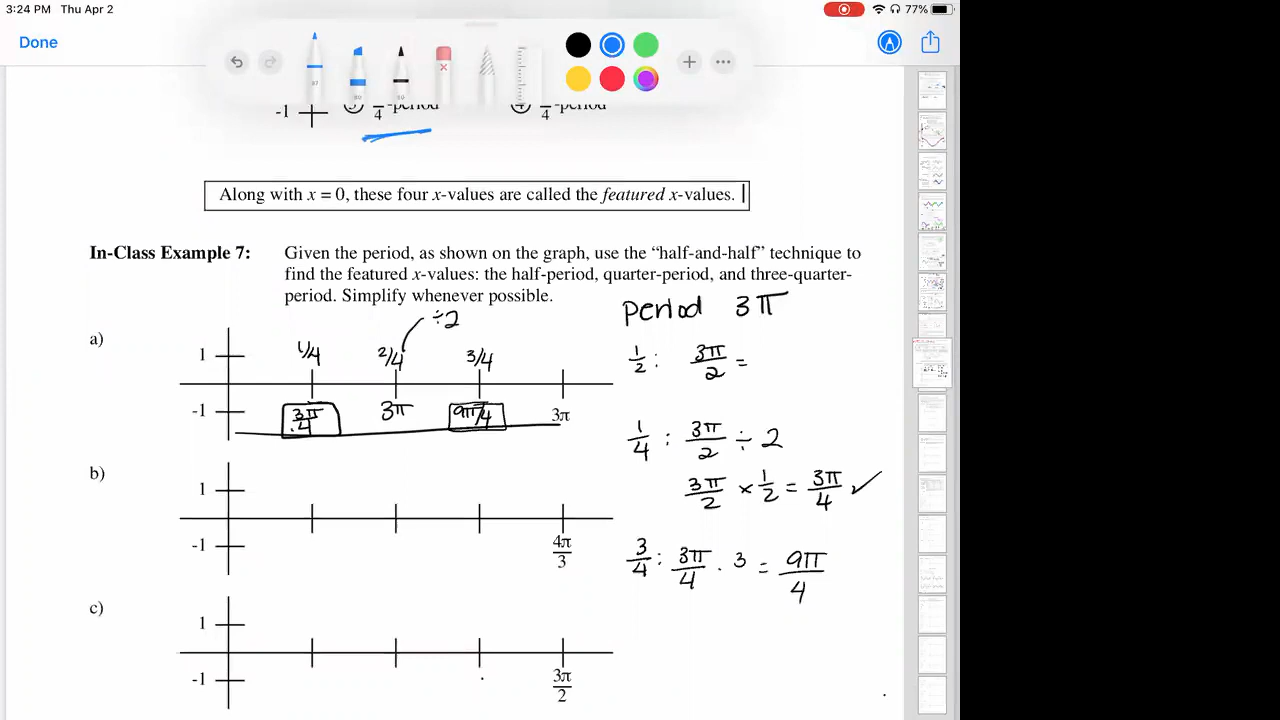 3:24 PM Thu Apr 2
77%
Done
-1
4 -period
4 -period
Along with x = 0, these four x-values are called the featured x-values.
In-Class Example 7: Given the period, as shown on the graph, use the “half-and-half” technique to
find the featured x-values: the half-period, quarter-period, and three-quarter-
period. Simplify whenever possible.
period 3π
÷2
a)
1 1/4 2/4 3/4
-1 3π/4 3π 9π/4 3π
1/2 : 3π/2 =
1/4 : 3π/2 ÷ 2
3π/2 × 1/2 = 3π/4 ✓
3/4 : 3π/4 · 3 = 9π/4
b)
1
-1 4π/3
c)
1
-1 3π/2